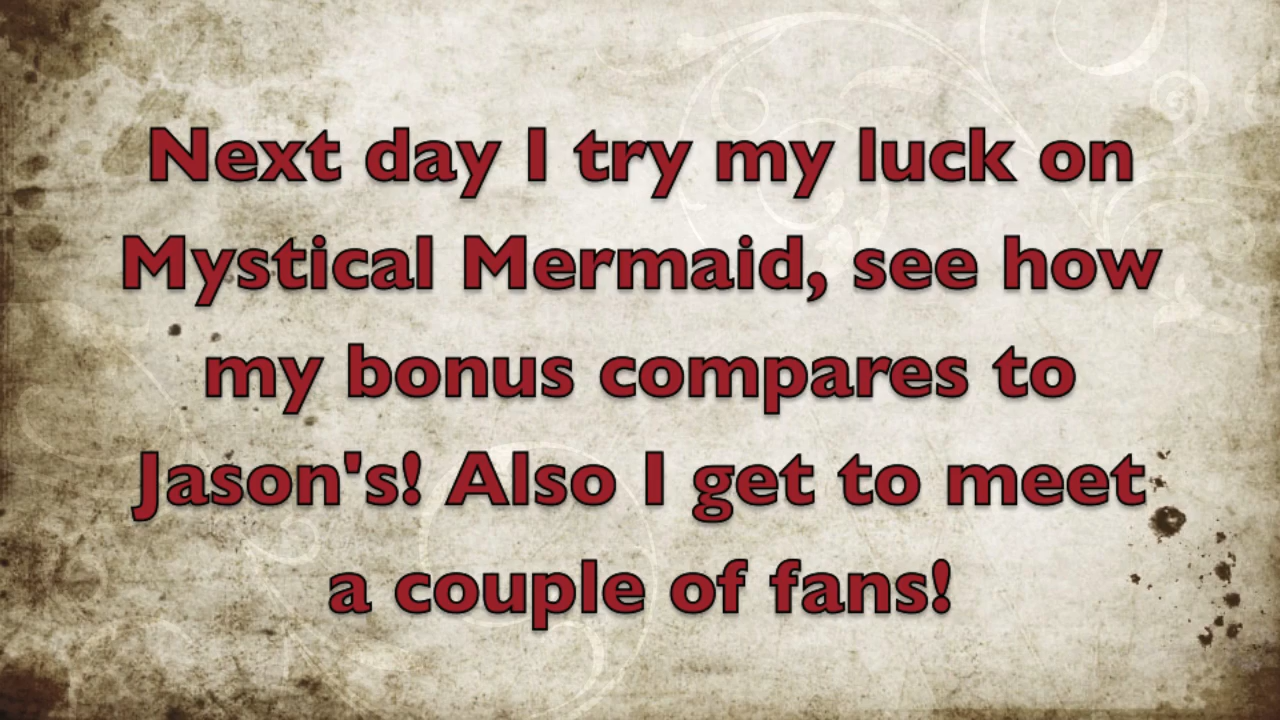 Next day I try my luck on
Mystical Mermaid, see how
my bonus compares to
Jason's! Also I get to meet
a couple of fans!